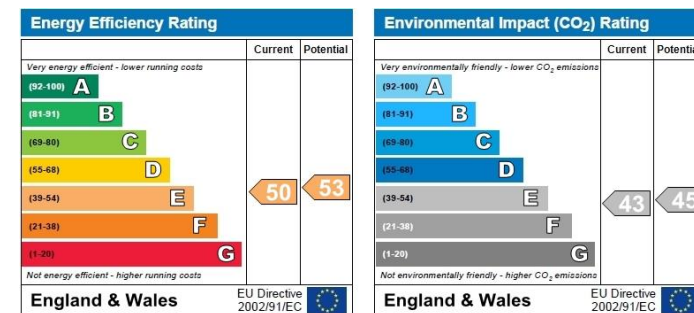 Energy Efficiency Rating
Current Potential
Very energy efficient - lower running costs
(92-100) A
(81-91) B
(69-80) C
(55-68) D
(39-54) E
(21-38) F
(1-20) G
50 53
Not energy efficient - higher running costs
England & Wales
EU Directive
2002/91/EC
Environmental Impact (CO₂) Rating
Current Potential
Very environmentally friendly - lower CO₂ emissions
(92-100) A
(81-91) B
(69-80) C
(55-68) D
(39-54) E
(21-38) F
(1-20) G
43 45
Not environmentally friendly - higher CO₂ emissions
England & Wales
EU Directive
2002/91/EC